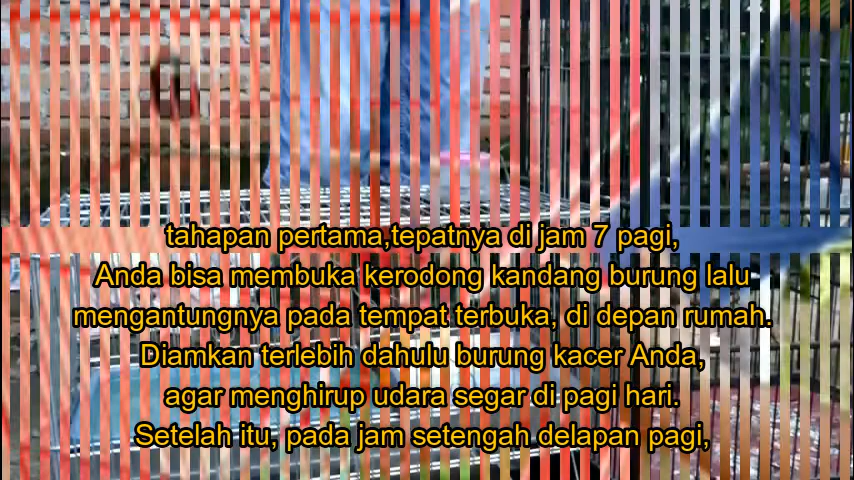 tahapan pertama,tepatnya di jam 7 pagi,
Anda bisa membuka kerodong kandang burung lalu
mengantungnya pada tempat terbuka, di depan rumah.
Diamkan terlebih dahulu burung kacer Anda,
agar menghirup udara segar di pagi hari.
Setelah itu, pada jam setengah delapan pagi,